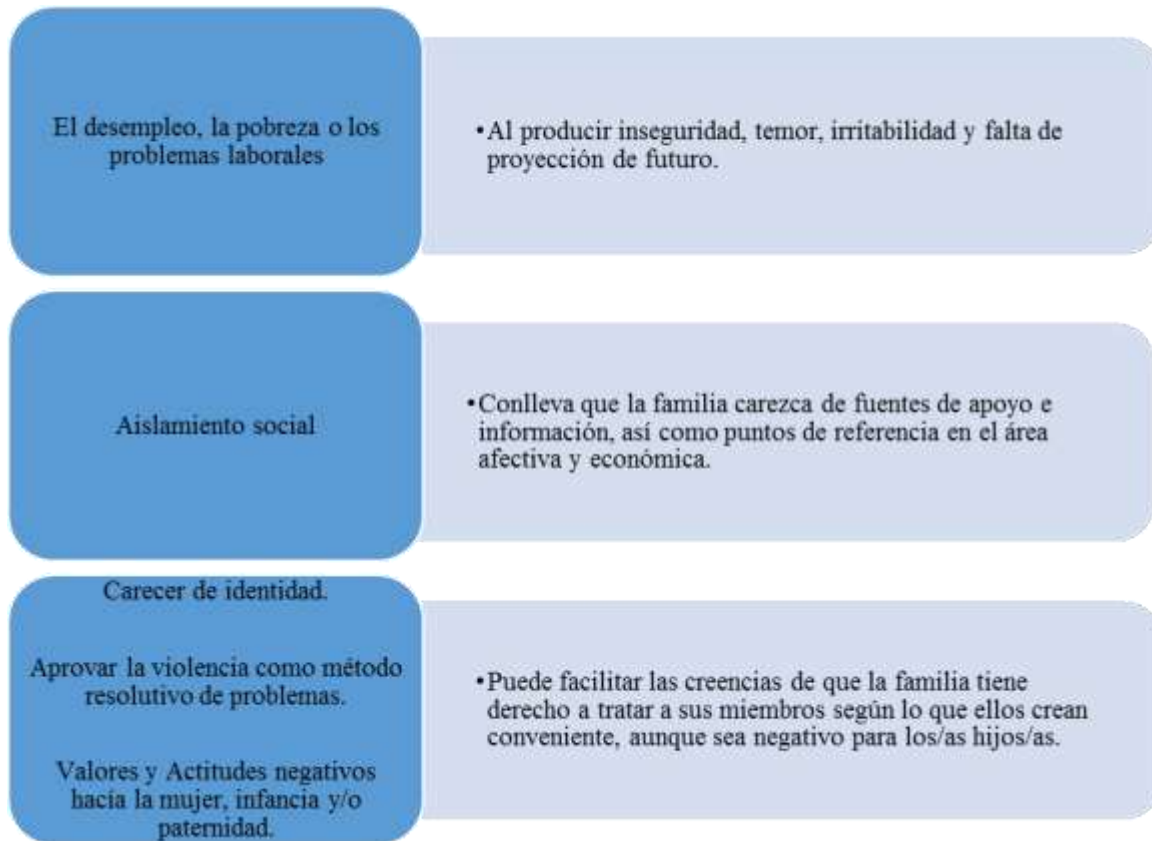 El desempleo, la pobreza o los
problemas laborales
•Al producir inseguridad, temor, irritabilidad y falta de
proyección de futuro.
Aislamiento social
•Conlleva que la familia carezca de fuentes de apoyo e
información, así como puntos de referencia en el área
afectiva y económica.
Carecer de identidad.
Aprovar la violencia como método
resolutivo de problemas.
Valores y Actitudes negativos
hacía la mujer, infancia y/o
paternidad.
•Puede facilitar las creencias de que la familia tiene
derecho a tratar a sus miembros según lo que ellos crean
conveniente, aunque sea negativo para los/as hijos/as.